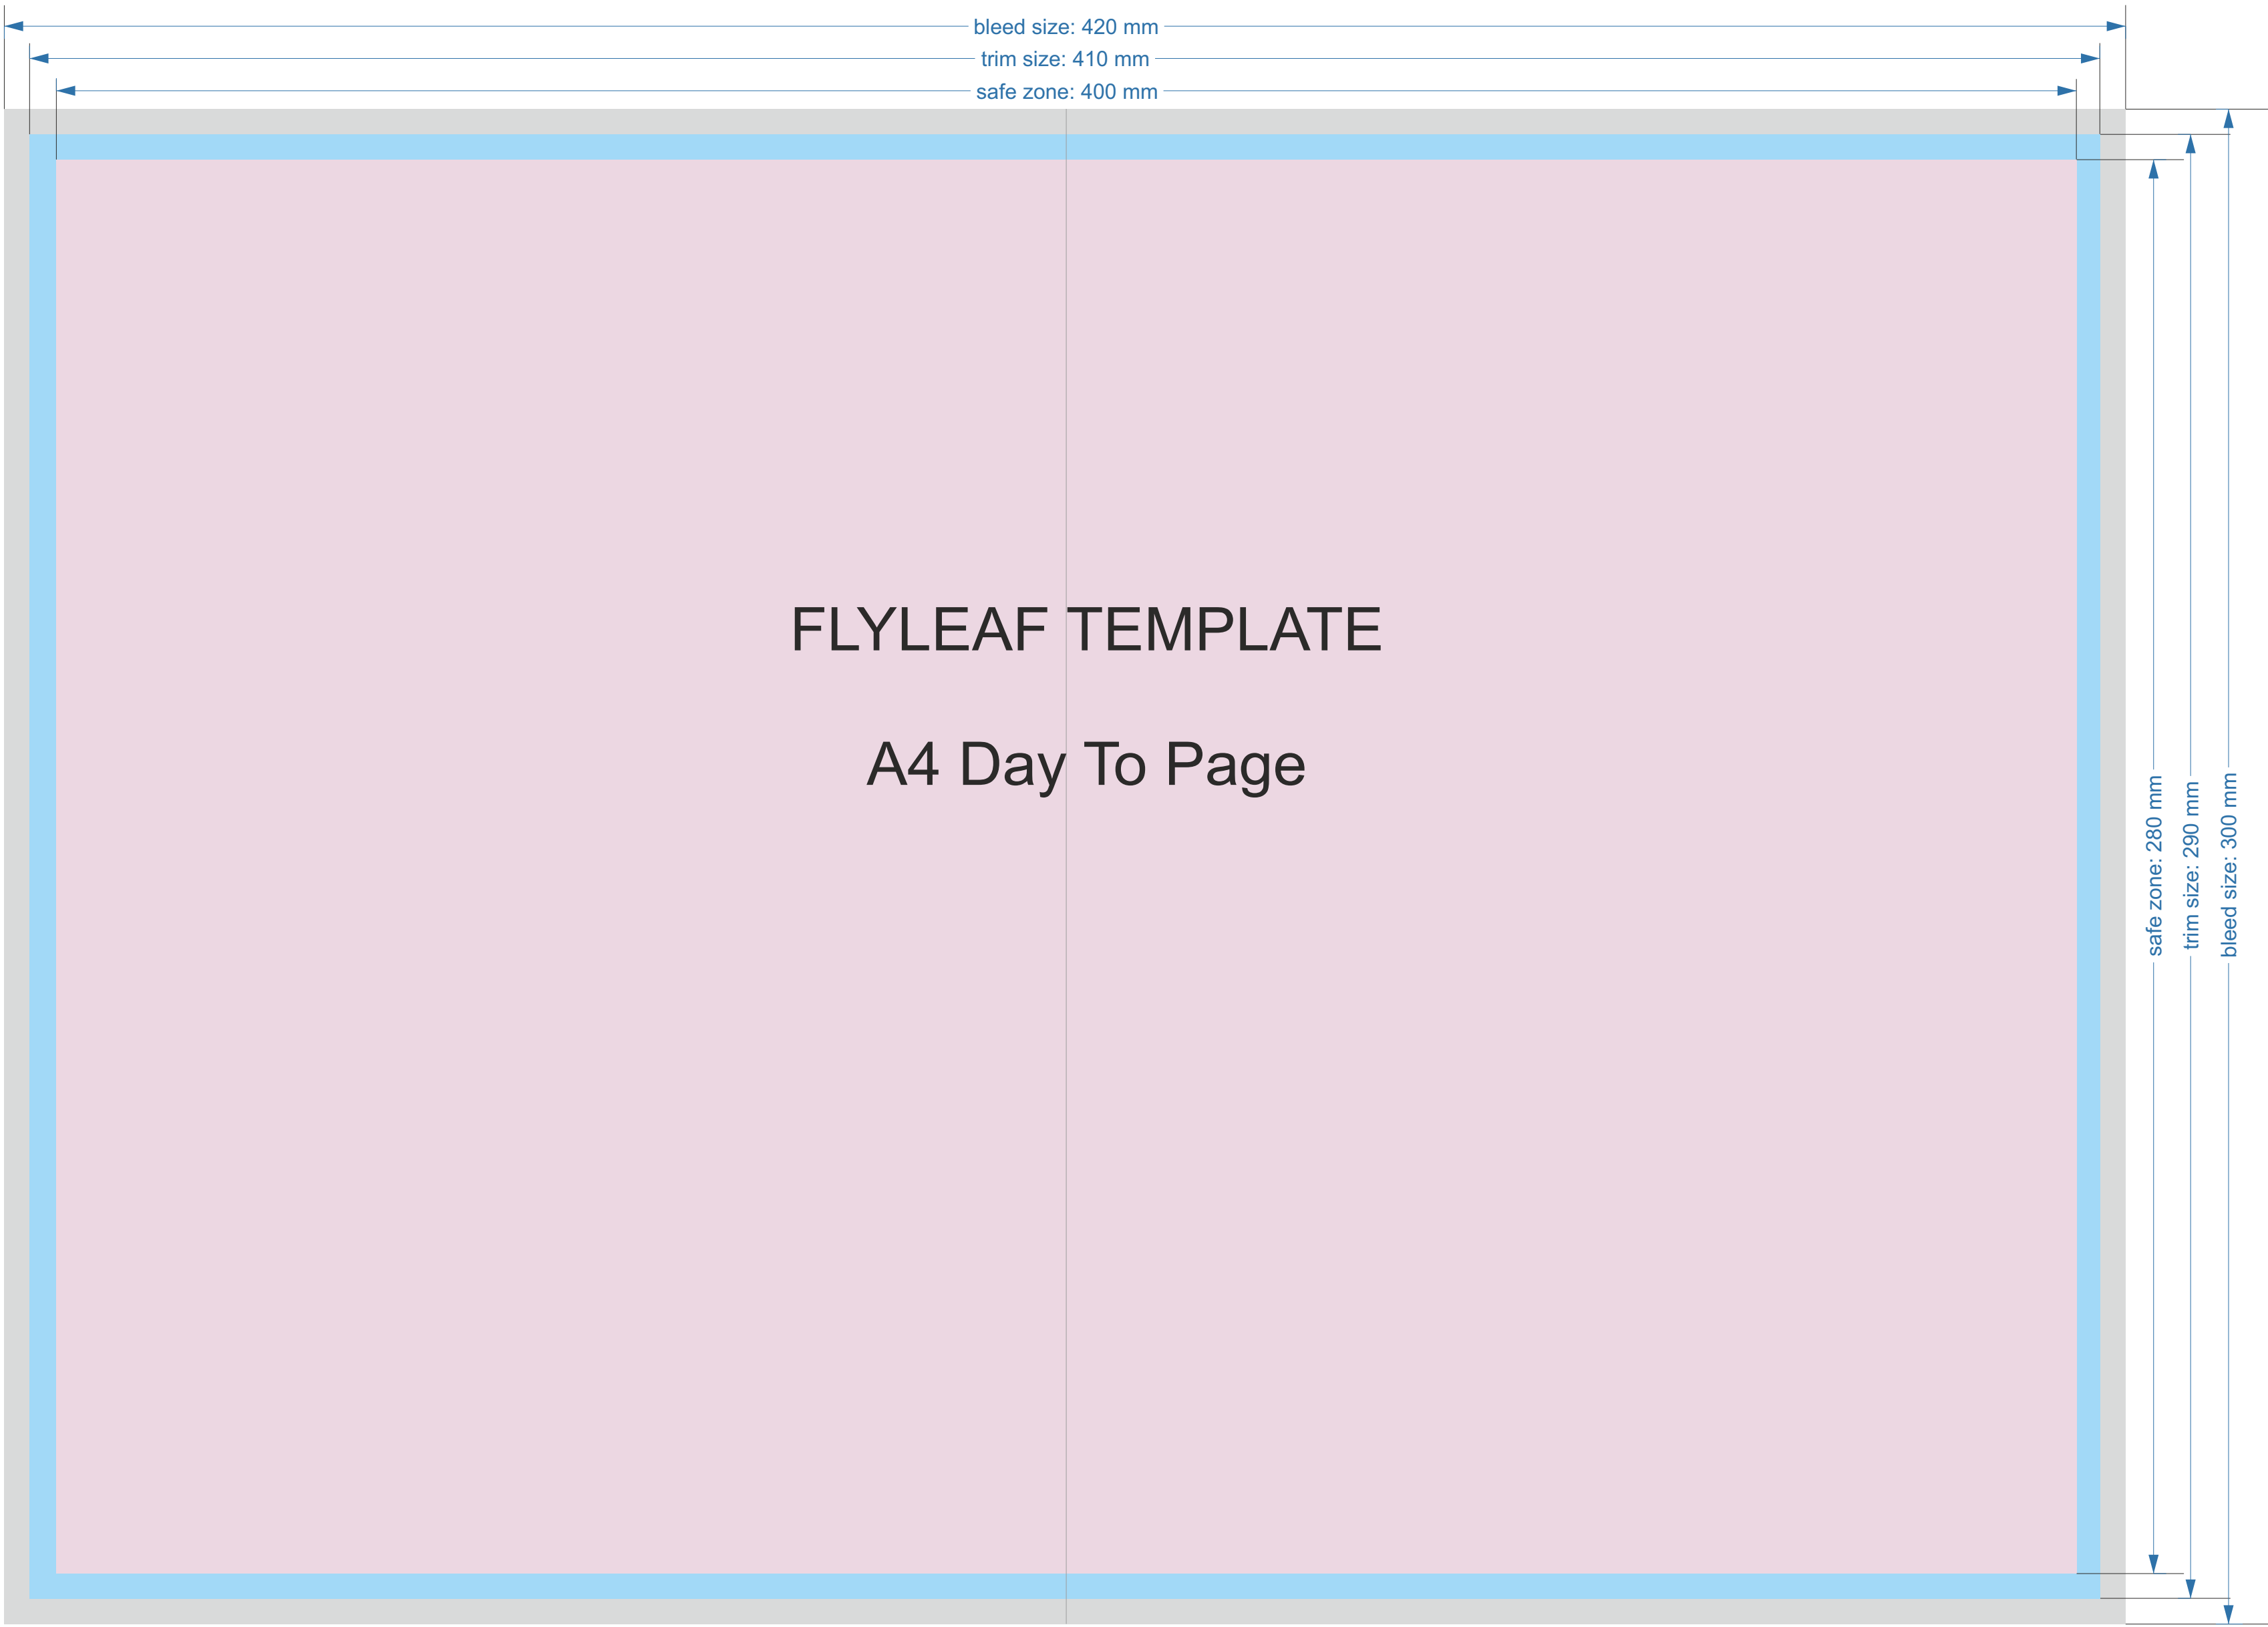 bleed size: 420 mm
trim size: 410 mm
safe zone: 400 mm
FLYLEAF TEMPLATE
A4 Day To Page
safe zone: 280 mm
trim size: 290 mm
bleed size: 300 mm